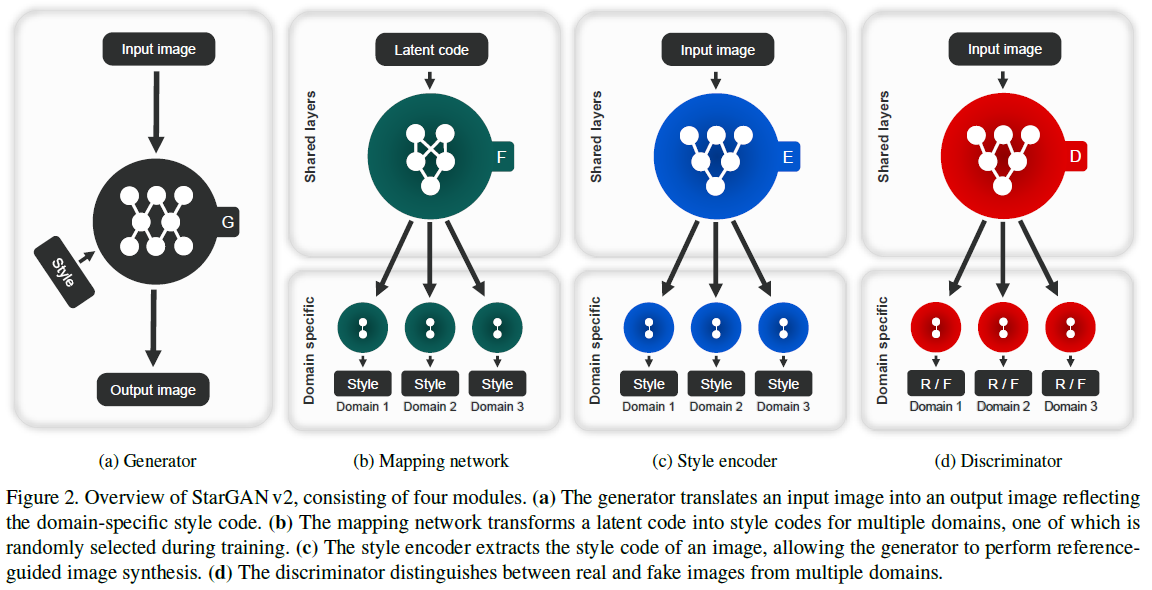 Input image
G
Style
Output image
(a) Generator
Shared layers
Latent code
F
Domain specific
Style Style Style
Domain 1 Domain 2 Domain 3
(b) Mapping network
Shared layers
Input image
E
Domain specific
Style Style Style
Domain 1 Domain 2 Domain 3
(c) Style encoder
Shared layers
Input image
D
Domain specific
R / F R / F R / F
Domain 1 Domain 2 Domain 3
(d) Discriminator
Figure 2. Overview of StarGAN v2, consisting of four modules. (a) The generator translates an input image into an output image reflecting
the domain-specific style code. (b) The mapping network transforms a latent code into style codes for multiple domains, one of which is
randomly selected during training. (c) The style encoder extracts the style code of an image, allowing the generator to perform reference-
guided image synthesis. (d) The discriminator distinguishes between real and fake images from multiple domains.